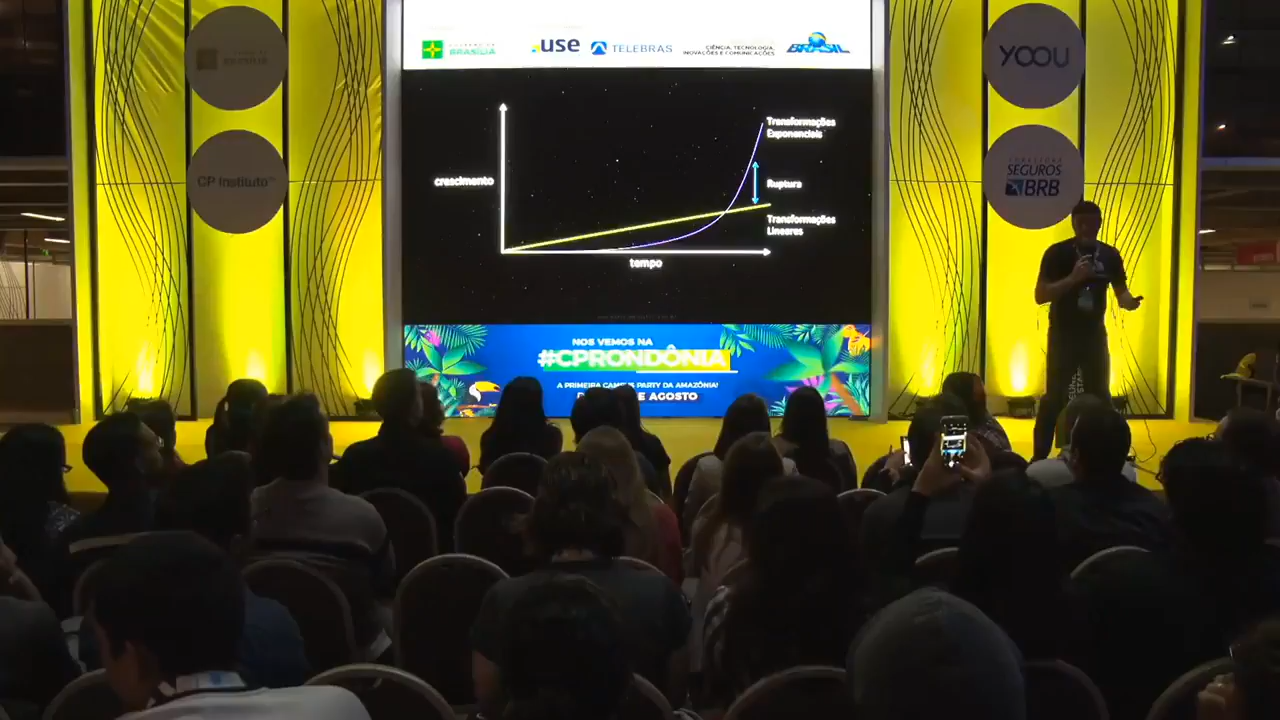 BRASÍLIA
use
TELEBRAS
CIÊNCIA, TECNOLOGIA,
INOVAÇÕES E COMUNICAÇÕES
BRASIL
YOOU
CP Instituto
SEGUROS
BRB
crescimento
Transformações
Exponenciais
Ruptura
Transformações
Lineares
tempo
NOS VEMOS NA
#CPRONDÔNIA
A PRIMEIRA CAMPUS PARTY DA AMAZÔNIA!
AGOSTO